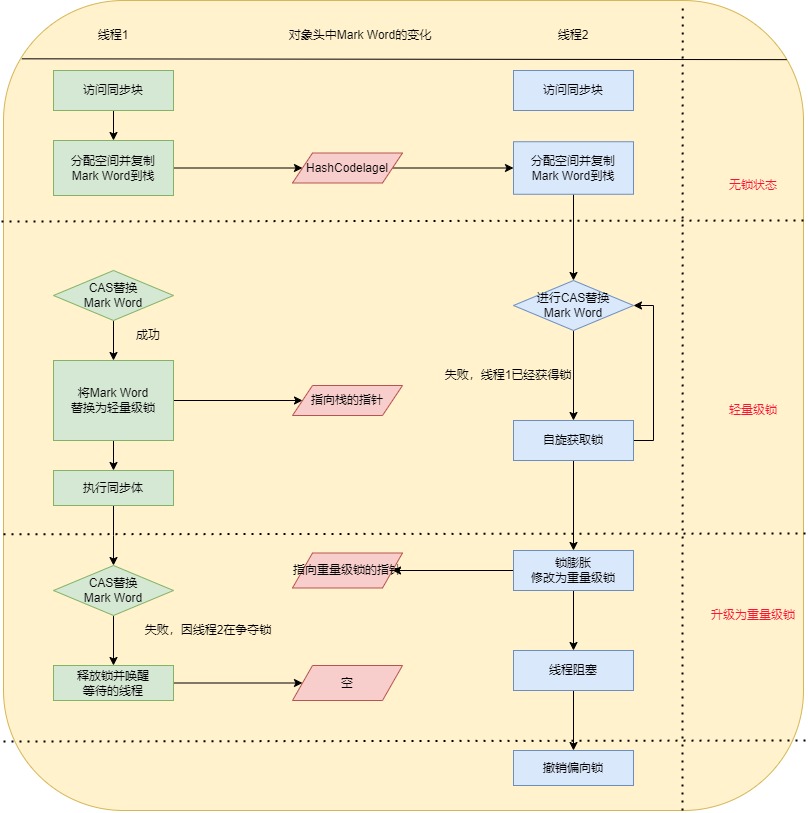 线程1
对象头中Mark Word的变化
线程2
访问同步块
访问同步块
分配空间并复制
Mark Word到栈
HashCodelagel
分配空间并复制
Mark Word到栈
无锁状态
CAS替换
Mark Word
进行CAS替换
Mark Word
成功
失败，线程1已经获得锁
将Mark Word
替换为轻量级锁
指向栈的指针
轻量级锁
自旋获取锁
执行同步体
指向重量级锁的指针
锁膨胀
修改为重量级锁
CAS替换
Mark Word
升级为重量级锁
失败，因线程2在争夺锁
释放锁并唤醒
等待的线程
空
线程阻塞
撤销偏向锁